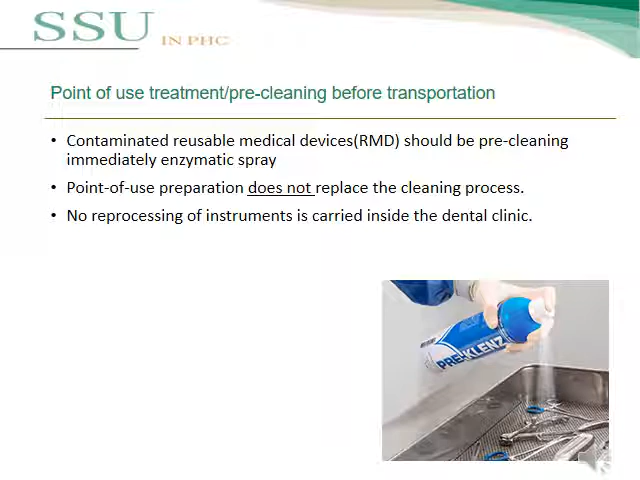 SSU IN PHC
Point of use treatment/pre-cleaning before transportation
• Contaminated reusable medical devices(RMD) should be pre-cleaning
immediately enzymatic spray
• Point-of-use preparation does not replace the cleaning process.
• No reprocessing of instruments is carried inside the dental clinic.
PRE-KLENZ